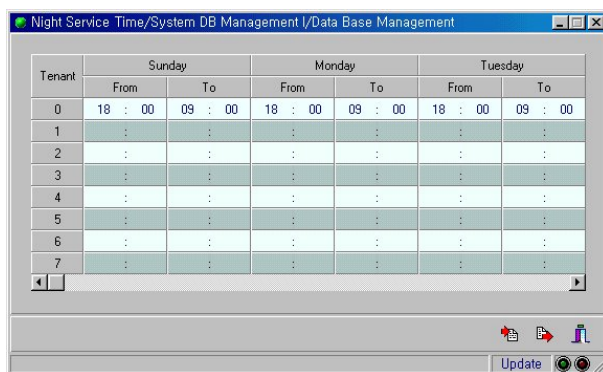 Night Service Time/System DB Management I/Data Base Management
Tenant Sunday Monday Tuesday
From To From To From To
0 18 : 00 09 : 00 18 : 00 09 : 00 18 : 00 09 : 00
1 : : : : : :
2 : : : : : :
3 : : : : : :
4 : : : : : :
5 : : : : : :
6 : : : : : :
7 : : : : : :
Update